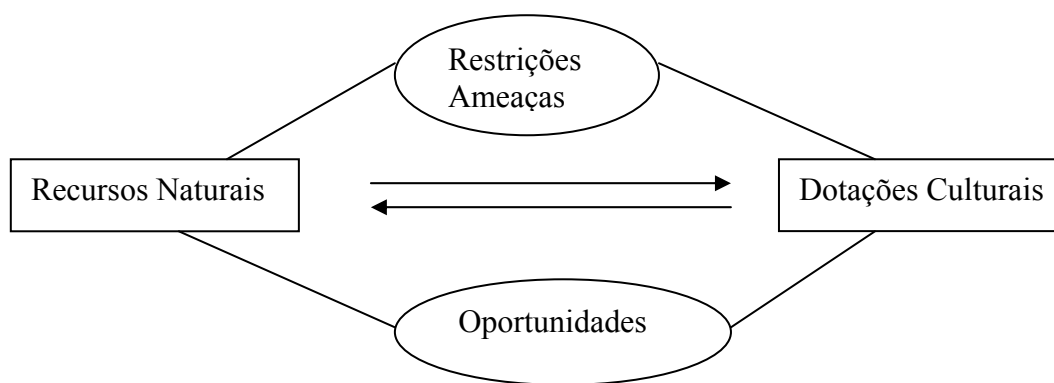 Restrições
Ameaças
Recursos Naturais
Dotações Culturais
Oportunidades